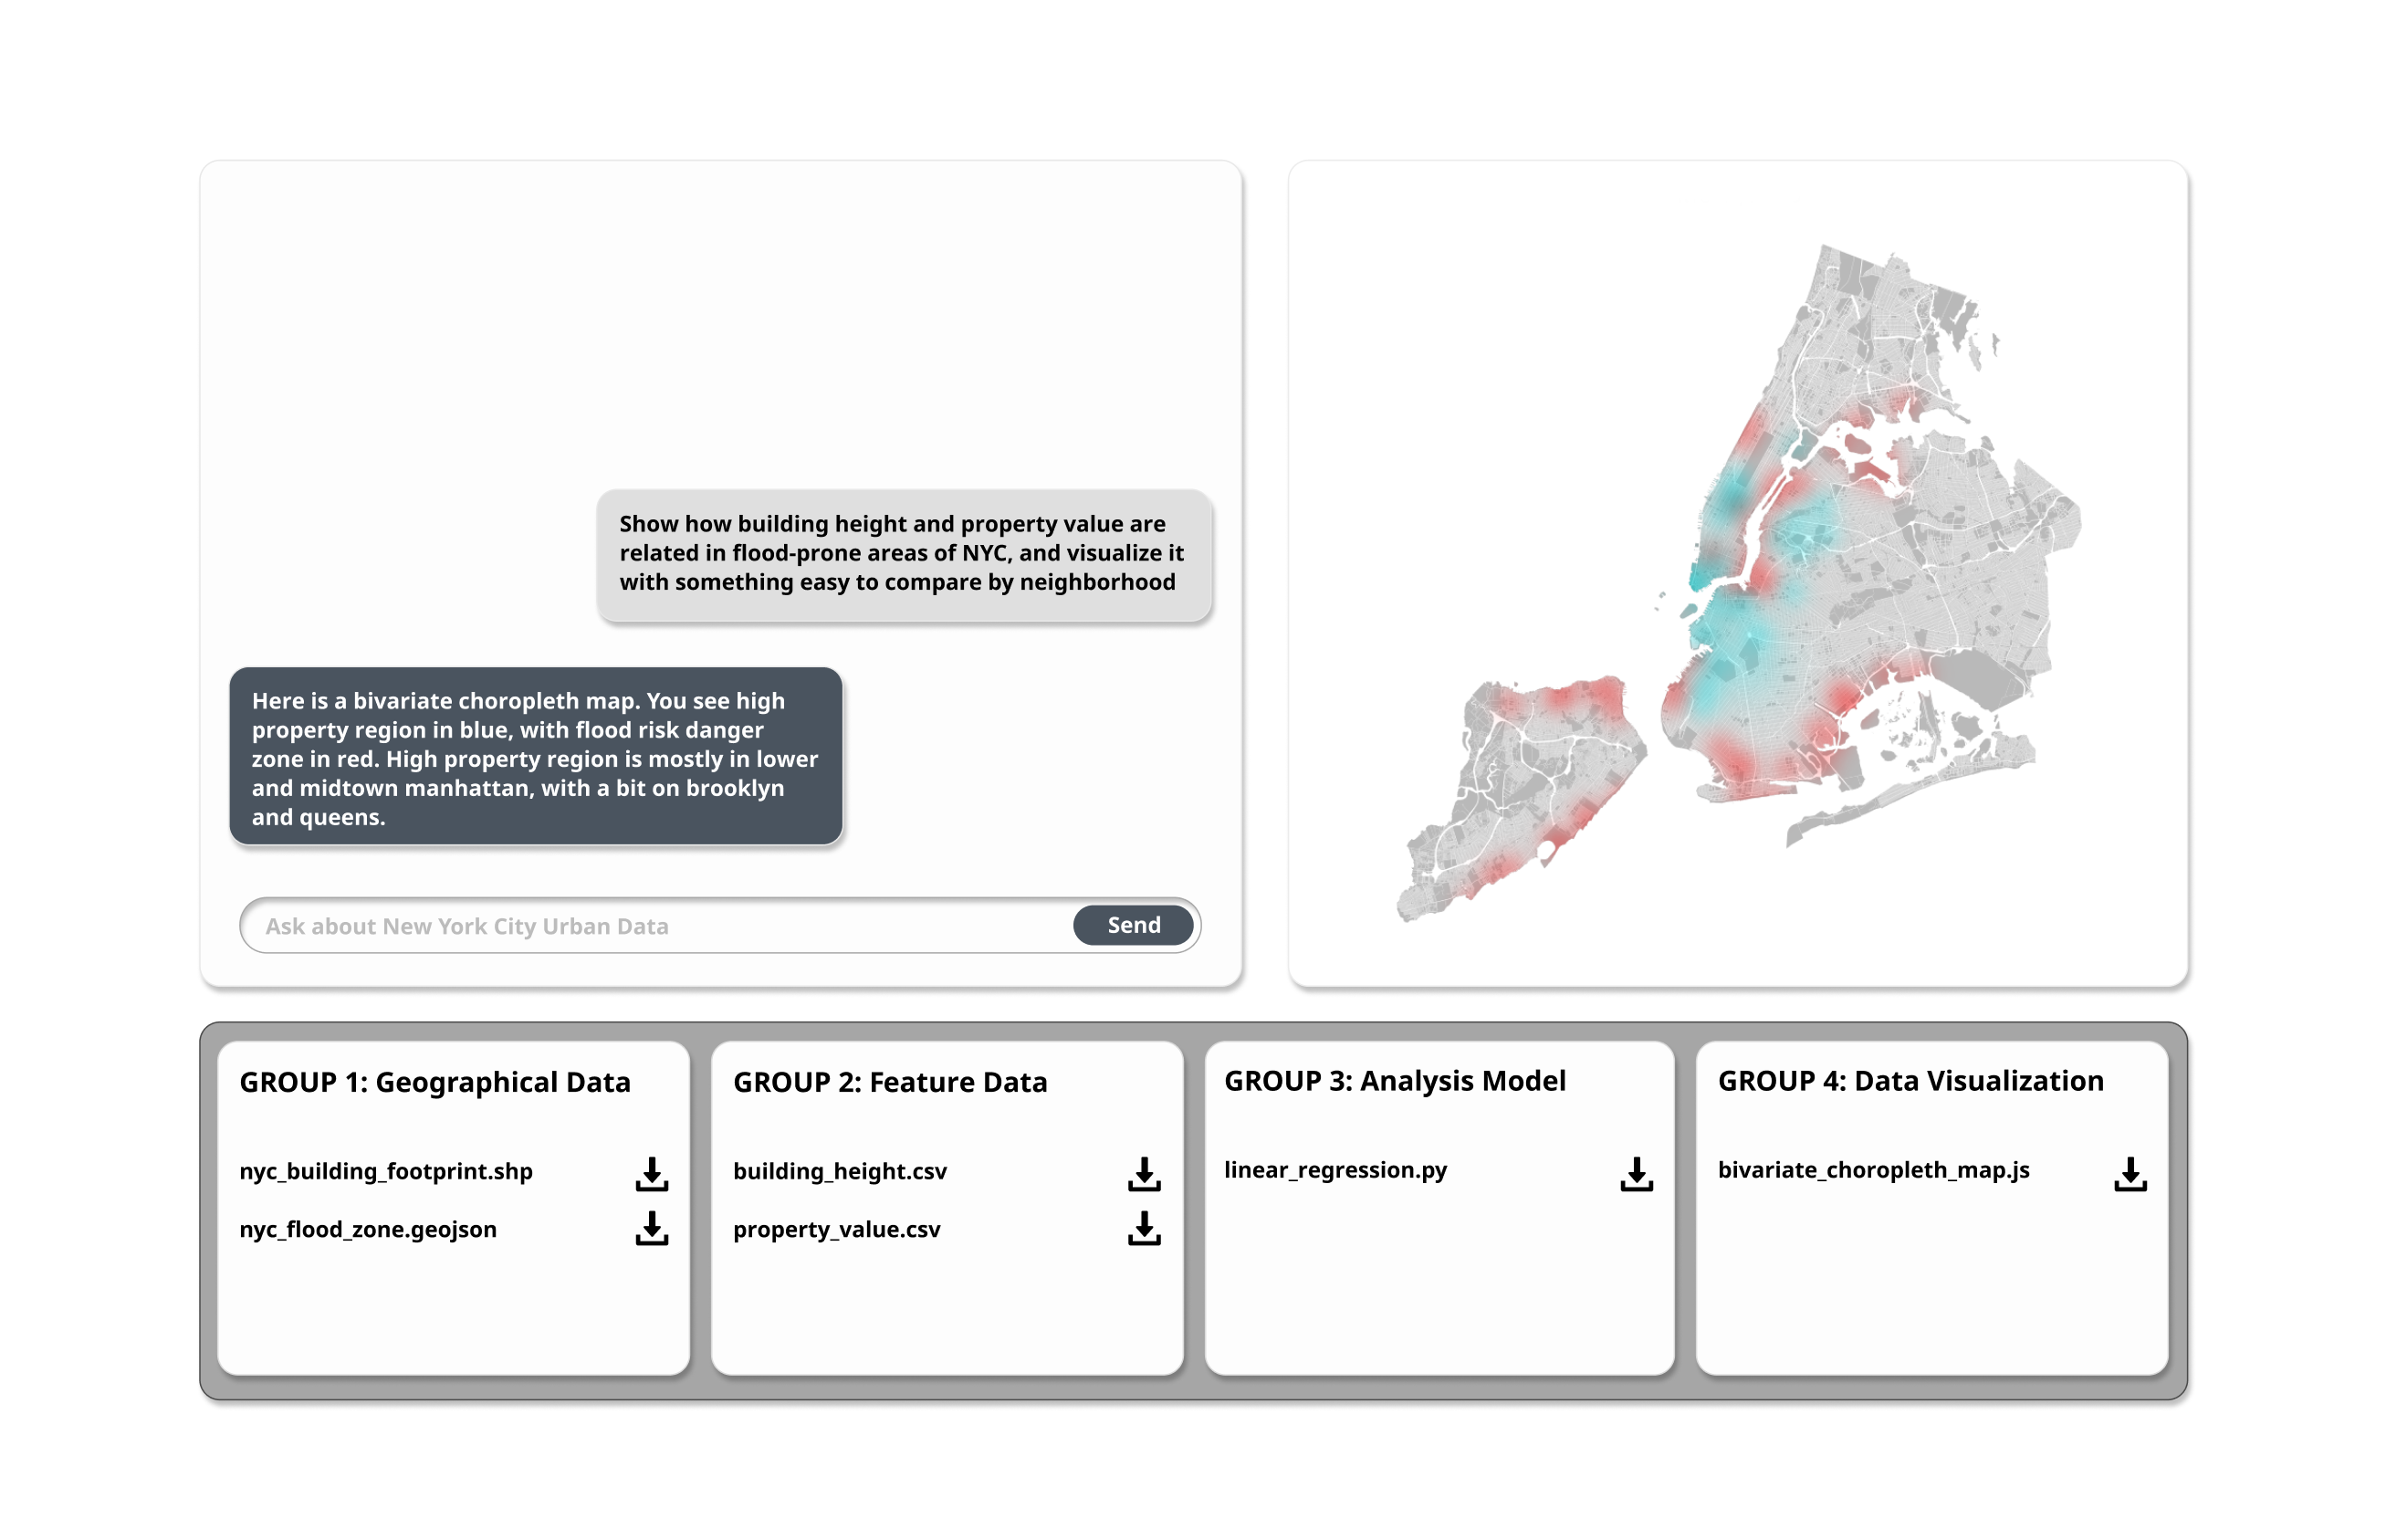 Show how building height and property value are
related in flood-prone areas of NYC, and visualize it
with something easy to compare by neighborhood
Here is a bivariate choropleth map. You see high
property region in blue, with flood risk danger
zone in red. High property region is mostly in lower
and midtown manhattan, with a bit on brooklyn
and queens.
Ask about New York City Urban Data
Send
GROUP 1: Geographical Data
nyc_building_footprint.shp
nyc_flood_zone.geojson
GROUP 2: Feature Data
building_height.csv
property_value.csv
GROUP 3: Analysis Model
linear_regression.py
GROUP 4: Data Visualization
bivariate_choropleth_map.js